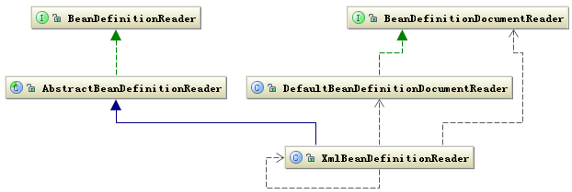 BeanDefinitionReader
BeanDefinitionDocumentReader
AbstractBeanDefinitionReader
DefaultBeanDefinitionDocumentReader
XmlBeanDefinitionReader